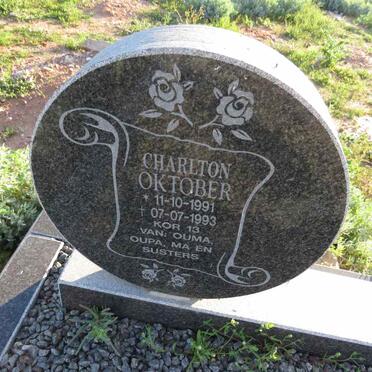 CHARLTON
OKTOBER
* 11-10-1991
† 07-07-1993
KOR 13
VAN: OUMA,
OUPA, MA EN
SUSTERS